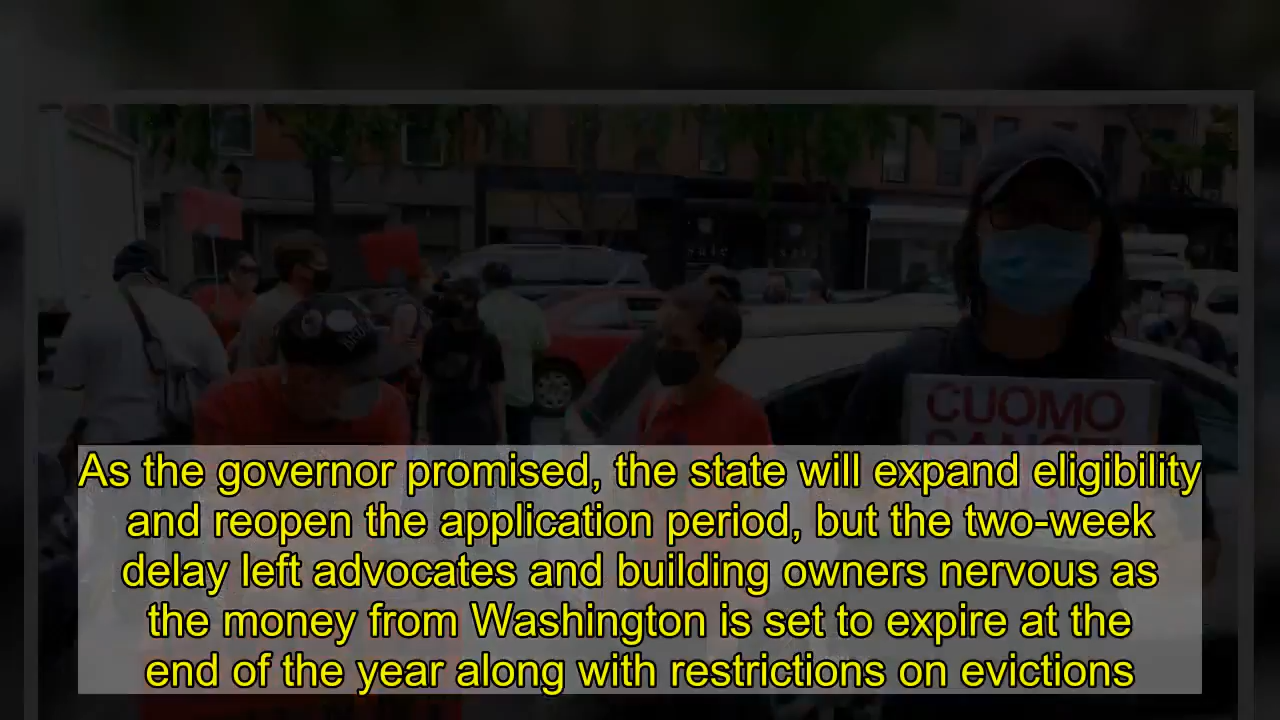 CUOMO
As the governor promised, the state will expand eligibility
and reopen the application period, but the two-week
delay left advocates and building owners nervous as
the money from Washington is set to expire at the
end of the year along with restrictions on evictions